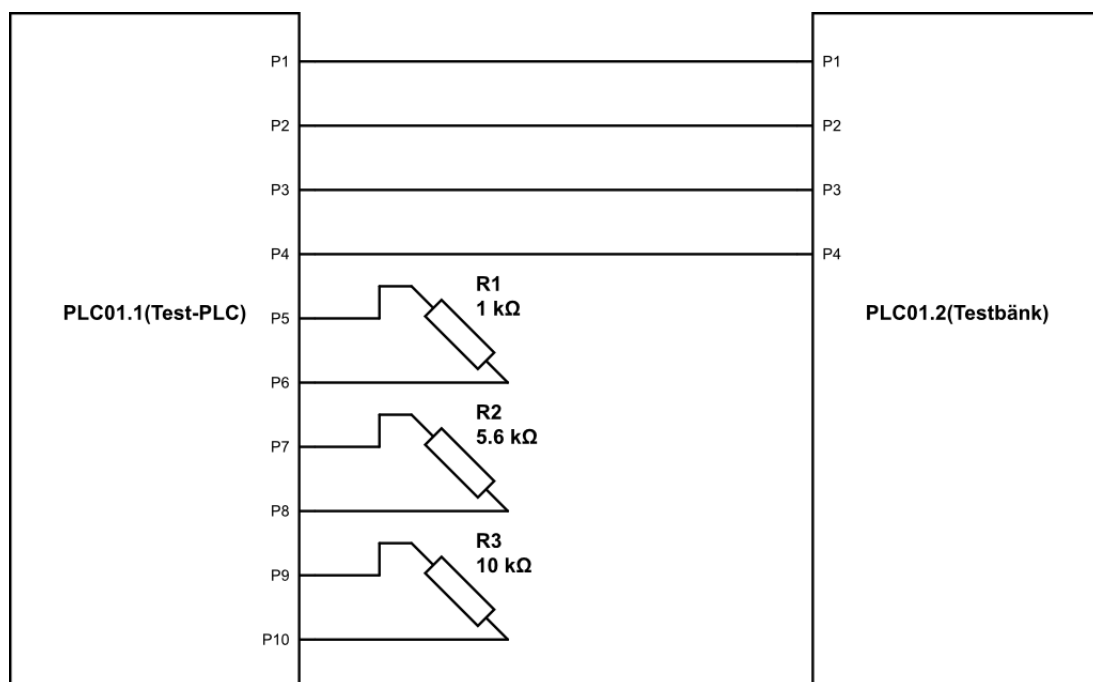 P1
P1
P2
P2
P3
P3
P4
P4
R1
1 kΩ
PLC01.1(Test-PLC)
P5
PLC01.2(Testbänk)
P6
R2
5.6 kΩ
P7
P8
R3
10 kΩ
P9
P10